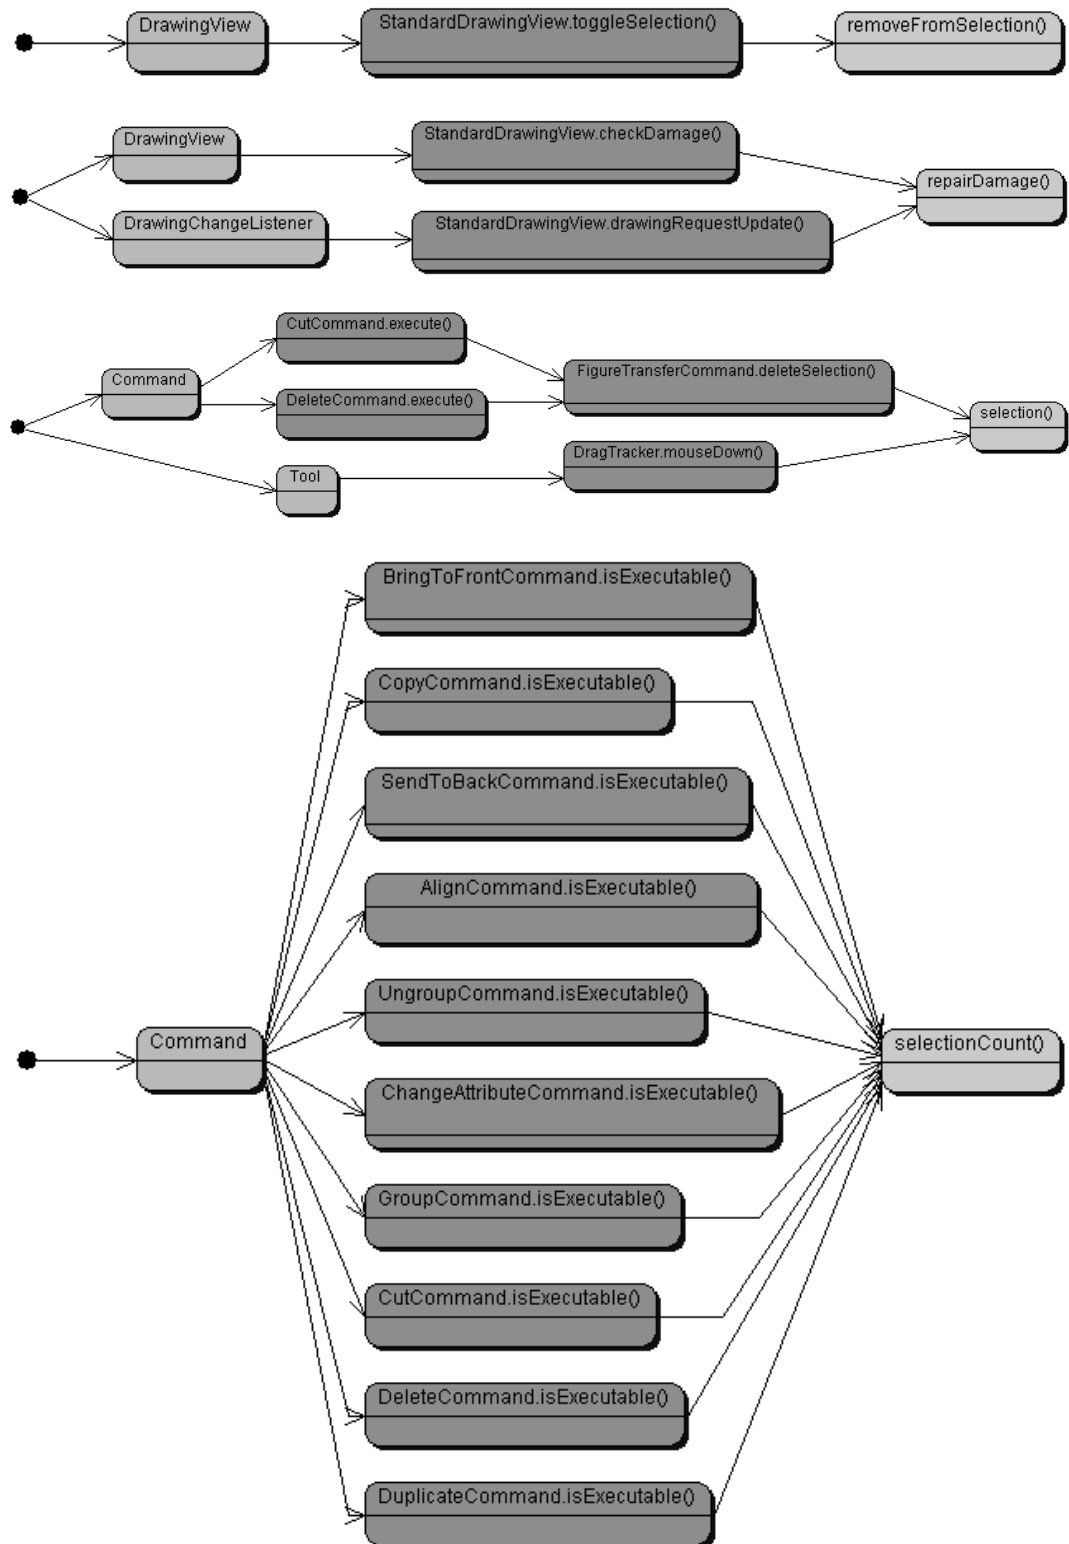 DrawingView
StandardDrawingView.toggleSelection()
removeFromSelection()
DrawingView
StandardDrawingView.checkDamage()
repairDamage()
DrawingChangeListener
StandardDrawingView.drawingRequestUpdate()
CutCommand.execute()
Command
FigureTransferCommand.deleteSelection()
DeleteCommand.execute()
selection()
DragTracker.mouseDown()
Tool
BringToFrontCommand.isExecutable()
CopyCommand.isExecutable()
SendToBackCommand.isExecutable()
AlignCommand.isExecutable()
UngroupCommand.isExecutable()
Command
selectionCount()
ChangeAttributeCommand.isExecutable()
GroupCommand.isExecutable()
CutCommand.isExecutable()
DeleteCommand.isExecutable()
DuplicateCommand.isExecutable()